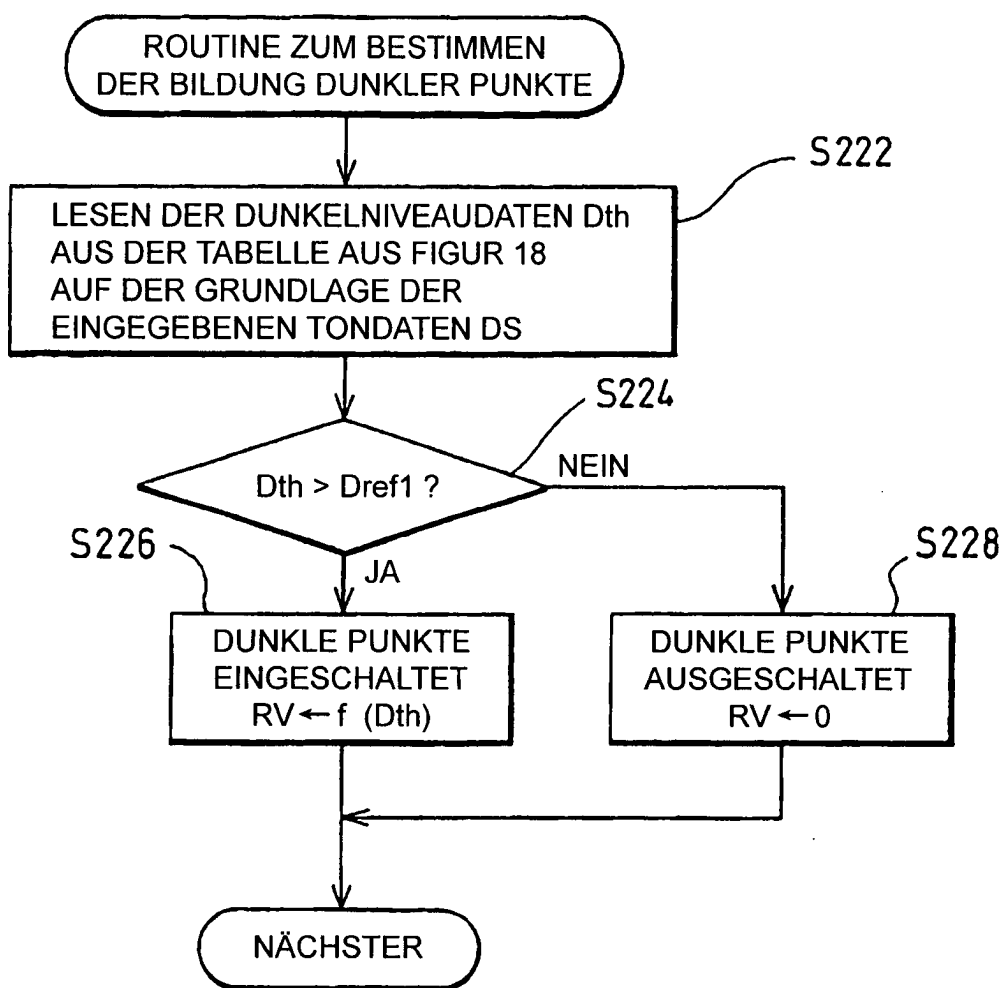 ROUTINE ZUM BESTIMMEN
DER BILDUNG DUNKLER PUNKTE
S222
LESEN DER DUNKELNIVEAUDATEN Dth
AUS DER TABELLE AUS FIGUR 18
AUF DER GRUNDLAGE DER
EINGEGEBENEN TONDATEN DS
S224
Dth > Dref1 ?
NEIN
JA
S226
DUNKLE PUNKTE
EINGESCHALTET
RV ← f (Dth)
S228
DUNKLE PUNKTE
AUSGESCHALTET
RV ← 0
NÄCHSTER